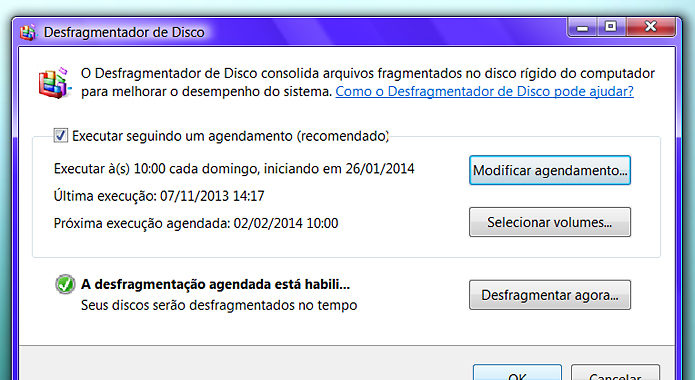 Desfragmentador de Disco
O Desfragmentador de Disco consolida arquivos fragmentados no disco rígido do computador
para melhorar o desempenho do sistema. Como o Desfragmentador de Disco pode ajudar?
Executar seguindo um agendamento (recomendado)
Executar à(s) 10:00 cada domingo, iniciando em 26/01/2014
Modificar agendamento...
Última execução: 07/11/2013 14:17
Próxima execução agendada: 02/02/2014 10:00
Selecionar volumes...
A desfragmentação agendada está habili...
Seus discos serão desfragmentados no tempo
Desfragmentar agora...
OK
Cancelar